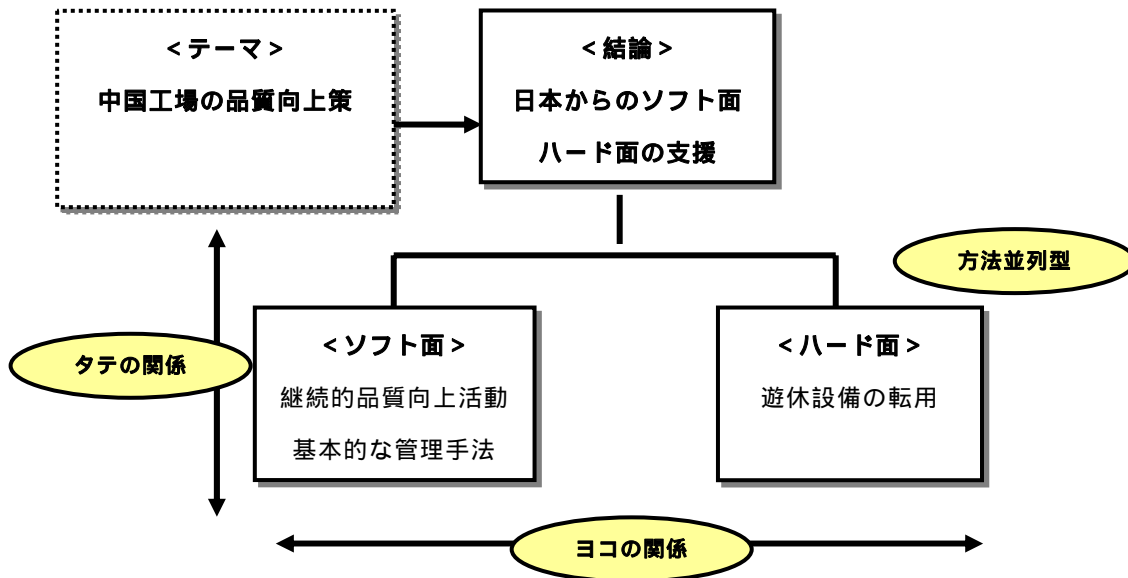 <テーマ>
中国工場の品質向上策
<結論>
日本からのソフト面
ハード面の支援
方法並列型
タテの関係
<ソフト面>
継続的品質向上活動
基本的な管理手法
<ハード面>
遊休設備の転用
ヨコの関係